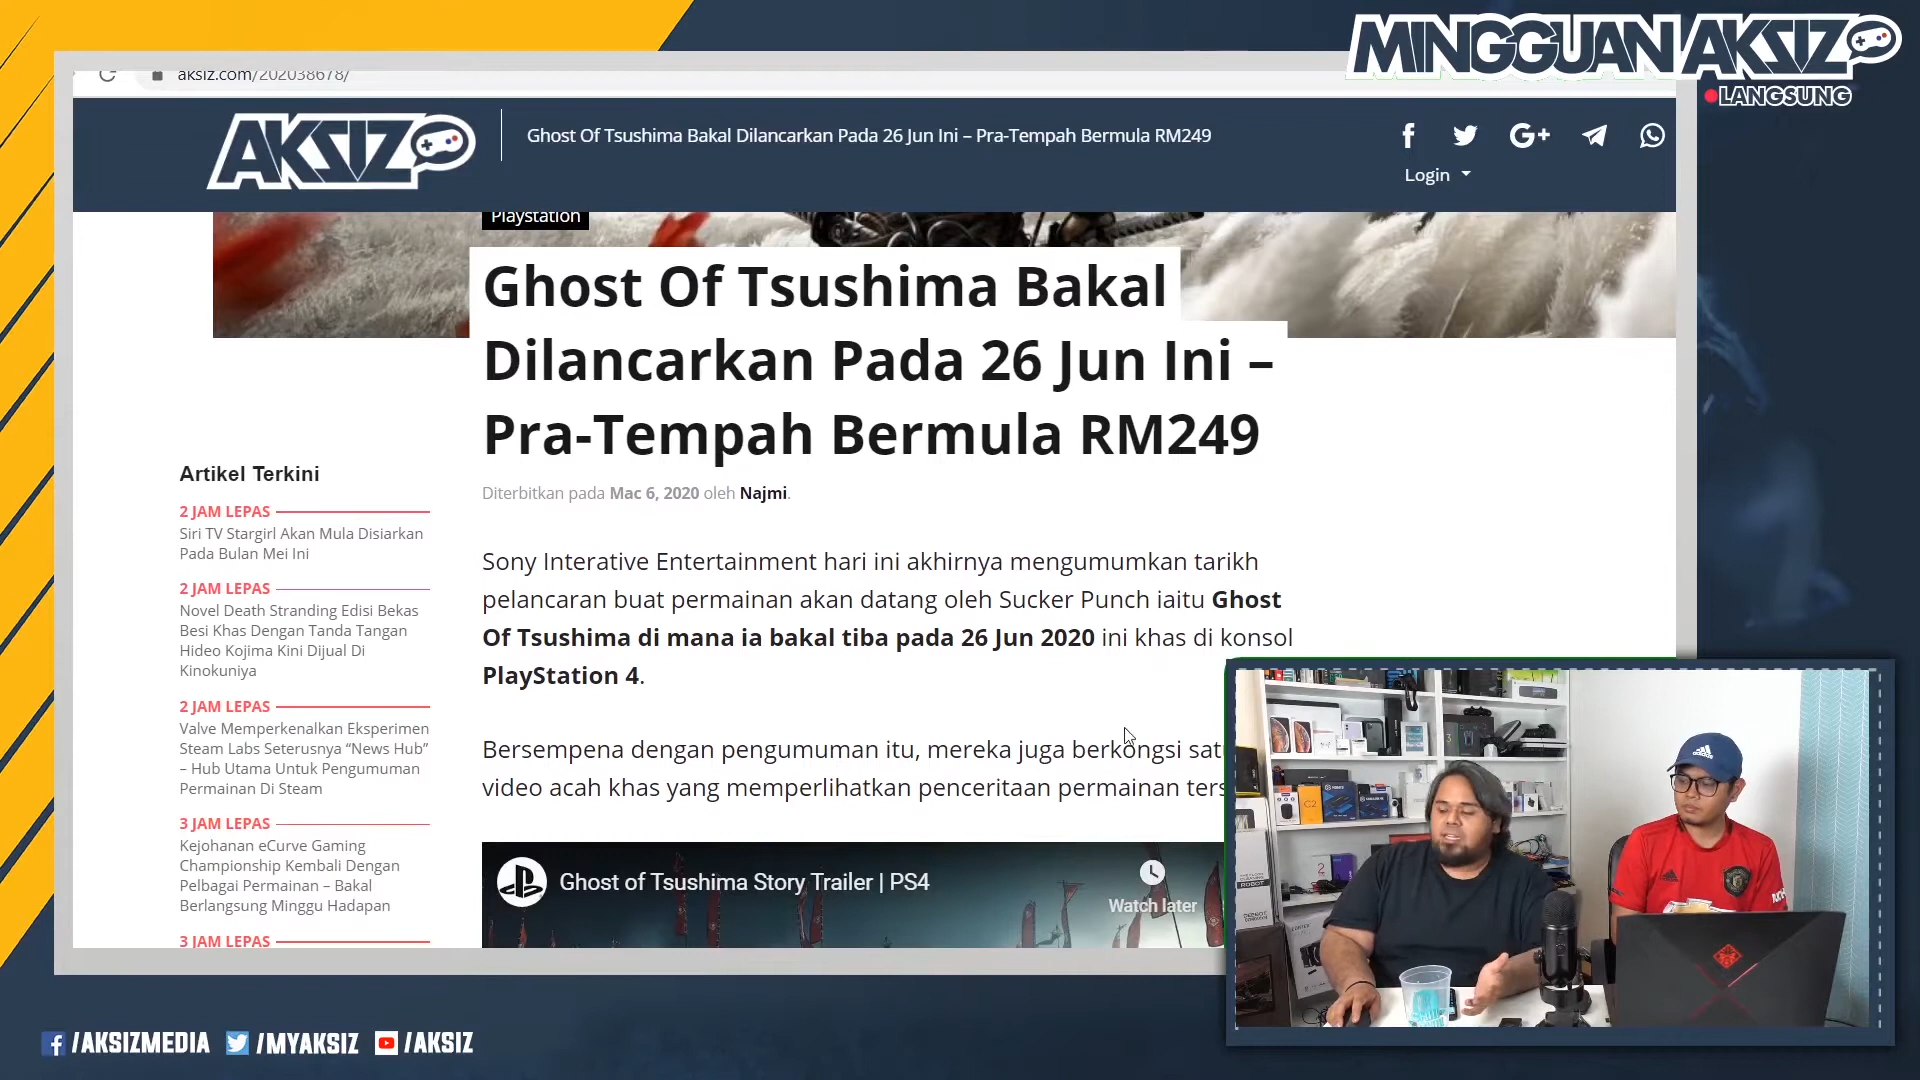 MINGGUAN AKSIZ
LANGSUNG
aksiz.com/202038678/
AKSIZ
Ghost Of Tsushima Bakal Dilancarkan Pada 26 Jun Ini – Pra-Tempah Bermula RM249
G+
Login
Playstation
Ghost Of Tsushima Bakal
Dilancarkan Pada 26 Jun Ini –
Pra-Tempah Bermula RM249
Diterbitkan pada Mac 6, 2020 oleh Najmi.
Artikel Terkini
2 JAM LEPAS
Siri TV Stargirl Akan Mula Disiarkan
Pada Bulan Mei Ini
2 JAM LEPAS
Novel Death Stranding Edisi Bekas
Besi Khas Dengan Tanda Tangan
Hideo Kojima Kini Dijual Di
Kinokuniya
2 JAM LEPAS
Valve Memperkenalkan Eksperimen
Steam Labs Seterusnya “News Hub”
– Hub Utama Untuk Pengumuman
Permainan Di Steam
3 JAM LEPAS
Kejohanan eCurve Gaming
Championship Kembali Dengan
Pelbagai Permainan – Bakal
Berlangsung Minggu Hadapan
3 JAM LEPAS
Sony Interative Entertainment hari ini akhirnya mengumumkan tarikh
pelancaran buat permainan akan datang oleh Sucker Punch iaitu Ghost
Of Tsushima di mana ia bakal tiba pada 26 Jun 2020 ini khas di konsol
PlayStation 4.
Bersempena dengan pengumuman itu, mereka juga berkongsi satu
video acah khas yang memperlihatkan penceritaan permainan ters
Ghost of Tsushima Story Trailer | PS4
Watch later
adidas
C2
ROBOT
/AKSIZMEDIA
/MYAKSIZ
/AKSIZ